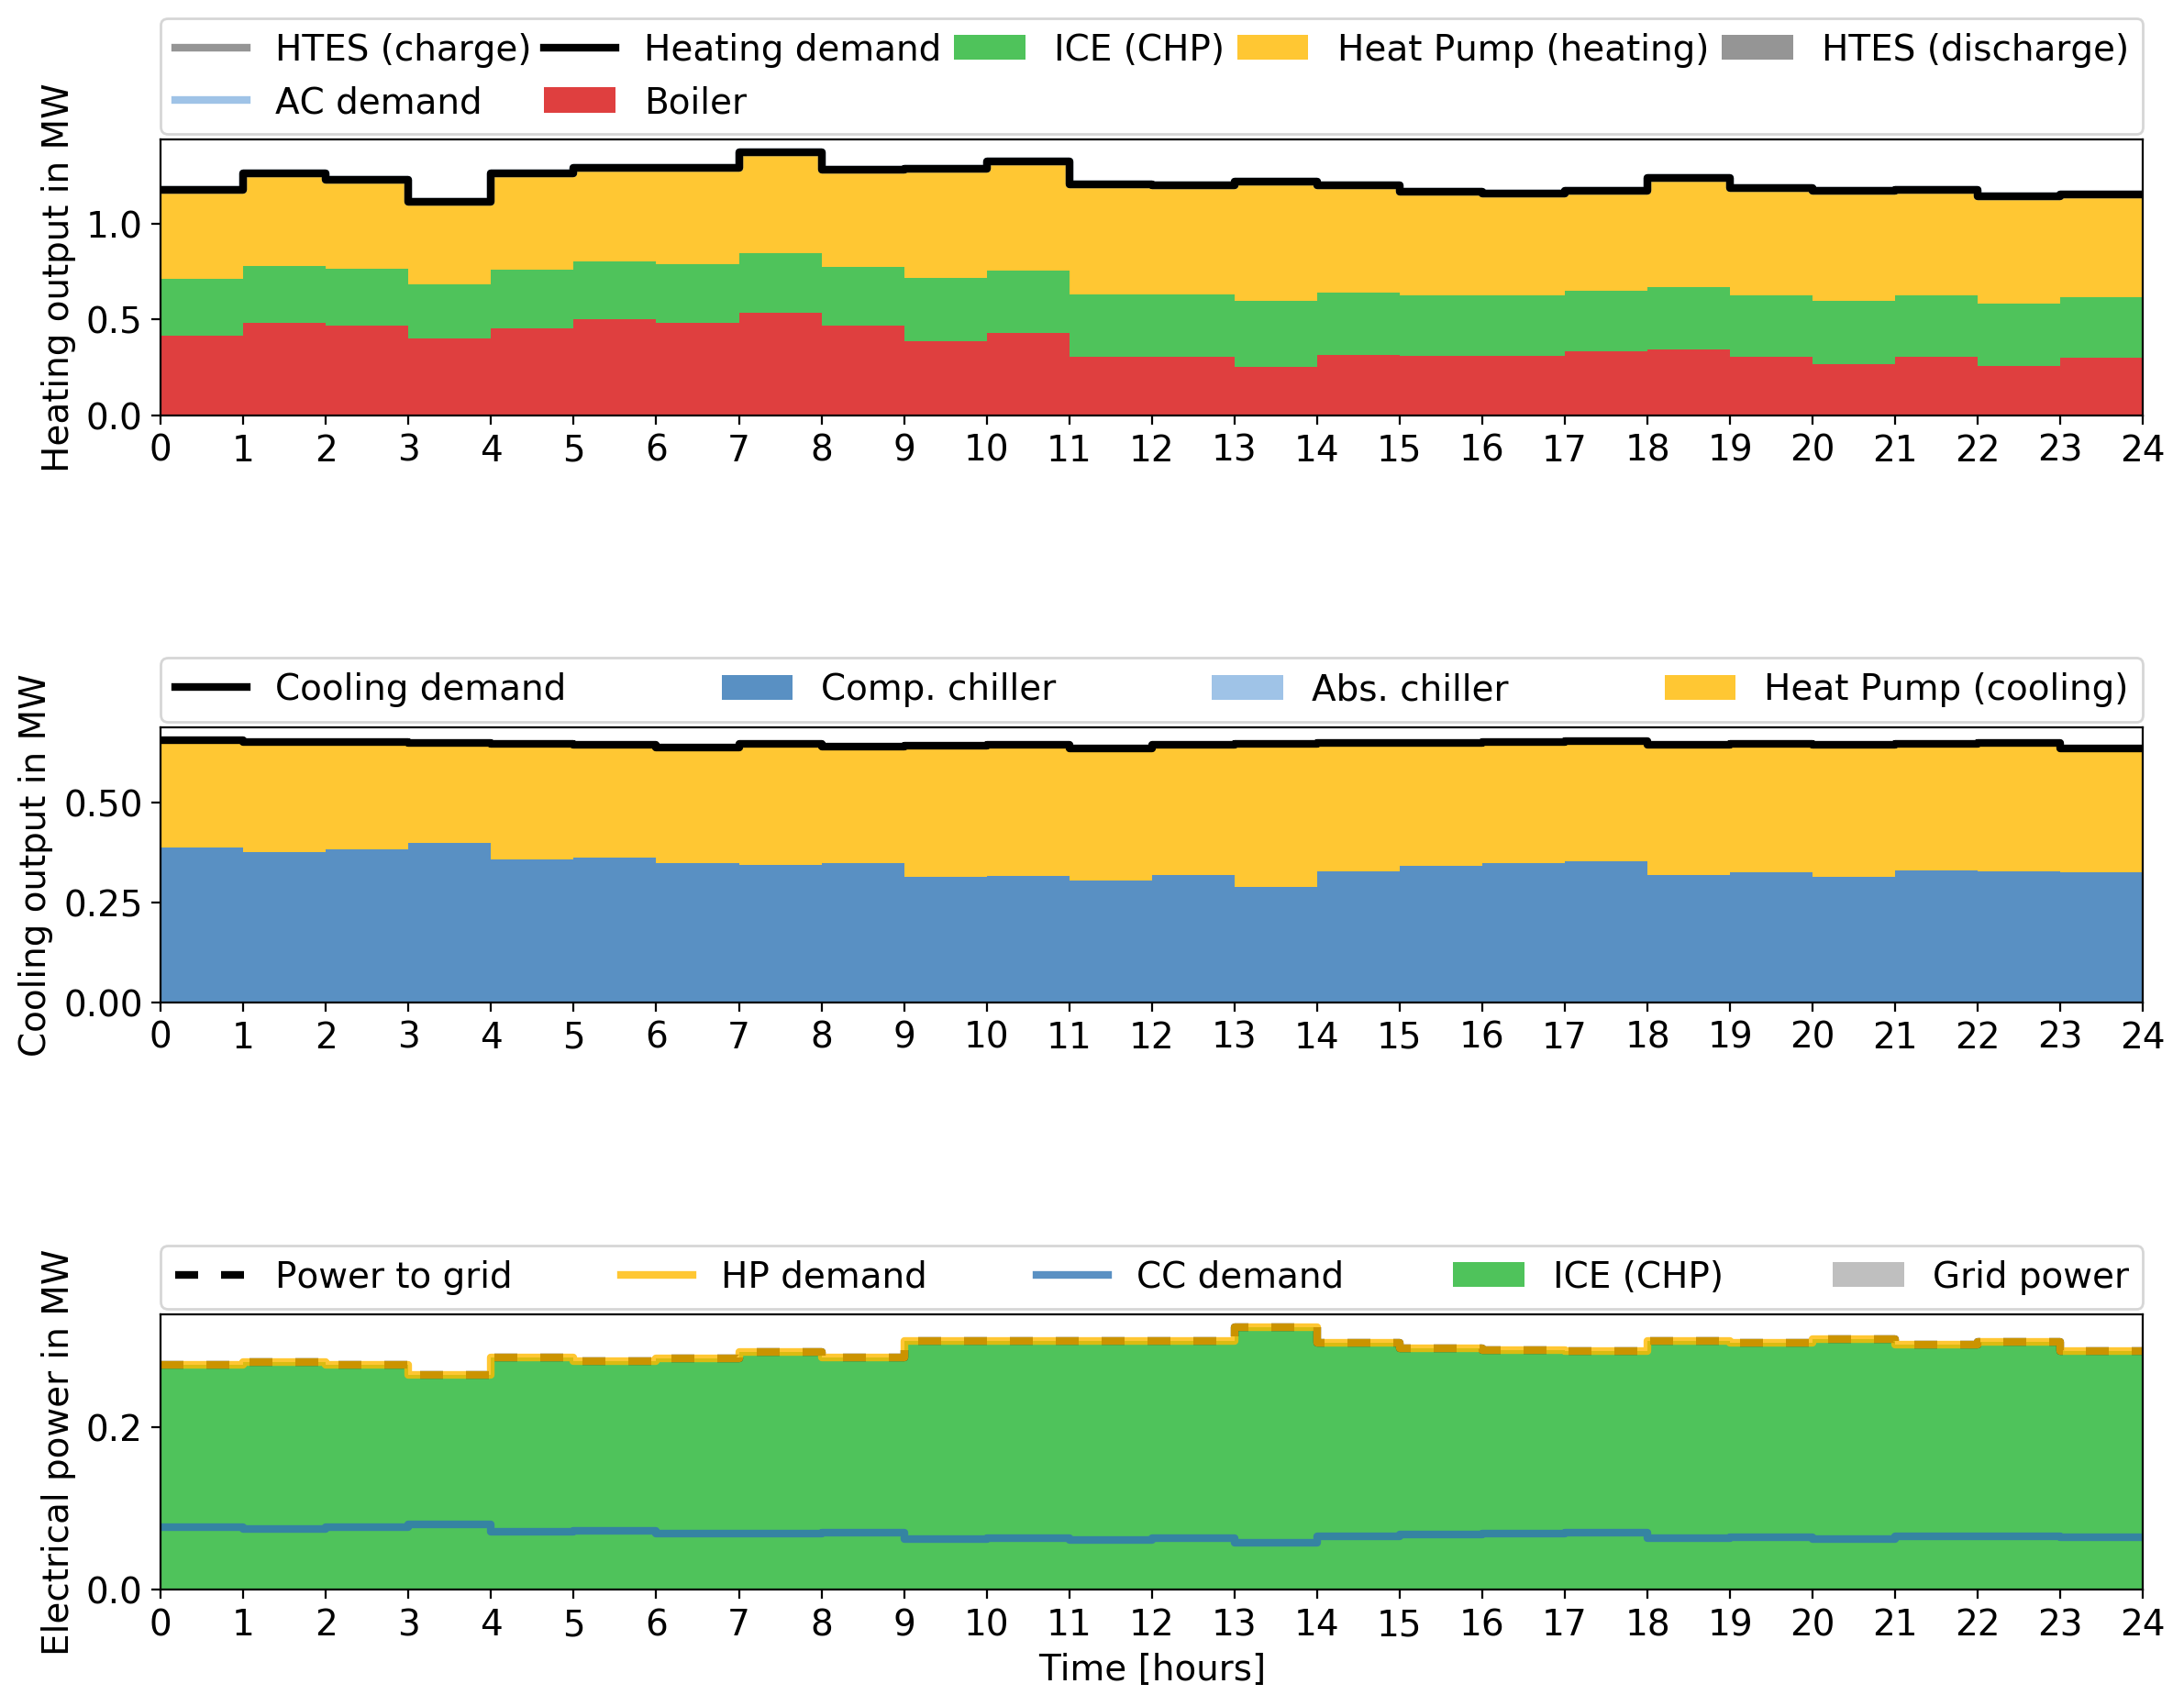 HTES (charge) Heating demand ICE (CHP) Heat Pump (heating) HTES (discharge)
AC demand Boiler
Heating output in MW
1.0
0.5
0.0
0 1 2 3 4 5 6 7 8 9 10 11 12 13 14 15 16 17 18 19 20 21 22 23 24
Cooling demand Comp. chiller Abs. chiller Heat Pump (cooling)
Cooling output in MW
0.50
0.25
0.00
0 1 2 3 4 5 6 7 8 9 10 11 12 13 14 15 16 17 18 19 20 21 22 23 24
Power to grid HP demand CC demand ICE (CHP) Grid power
Electrical power in MW
0.2
0.0
0 1 2 3 4 5 6 7 8 9 10 11 12 13 14 15 16 17 18 19 20 21 22 23 24
Time [hours]